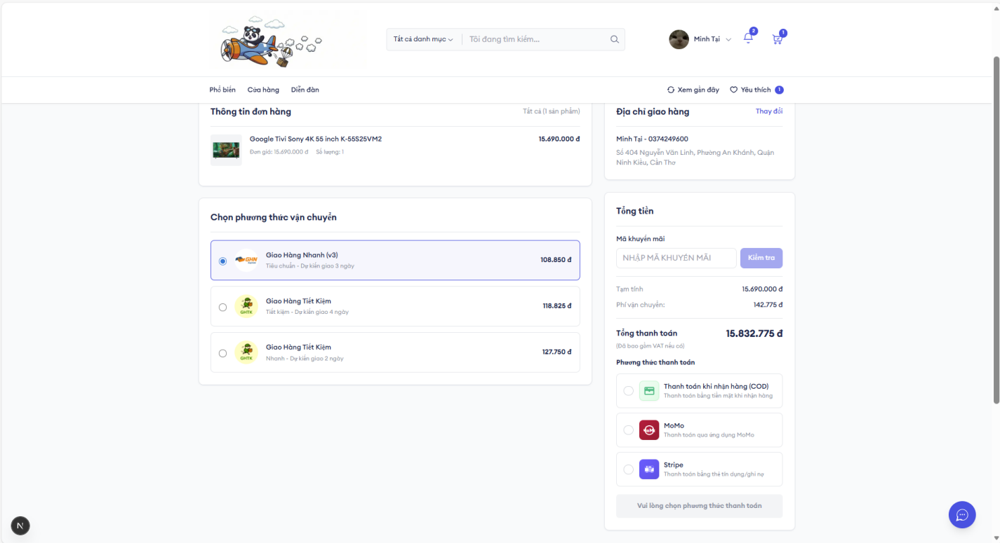 Tất cả danh mục
Tôi đang tìm kiếm...
Minh Tại
2
1
Phổ biến
Cửa hàng
Diễn đàn
Xem gần đây
Yêu thích
1
Thông tin đơn hàng
Tất cả (1 sản phẩm)
Google Tivi Sony 4K 55 inch K-55S25VM2
15.690.000 đ
Đơn giá: 15.690.000 đ Số lượng: 1
Chọn phương thức vận chuyển
GHN
Giao Hàng Nhanh (v3)
Tiêu chuẩn - Dự kiến giao 3 ngày
108.850 đ
GHTK
Giao Hàng Tiết Kiệm
Tiết kiệm - Dự kiến giao 4 ngày
118.825 đ
GHTK
Giao Hàng Tiết Kiệm
Nhanh - Dự kiến giao 2 ngày
127.750 đ
Địa chỉ giao hàng
Thay đổi
Minh Tại - 0374249600
Số 404 Nguyễn Văn Linh, Phường An Khánh, Quận
Ninh Kiều, Cần Thơ
Tổng tiền
Mã khuyến mãi
NHẬP MÃ KHUYẾN MÃI
Kiểm tra
Tạm tính
15.690.000 đ
Phí vận chuyển:
142.775 đ
Tổng thanh toán
15.832.775 đ
(Đã bao gồm VAT nếu có)
Phương thức thanh toán
Thanh toán khi nhận hàng (COD)
Thanh toán bằng tiền mặt khi nhận hàng
MoMo
Thanh toán qua ứng dụng MoMo
Stripe
Thanh toán bằng thẻ tín dụng/ghi nợ
Vui lòng chọn phương thức thanh toán
N